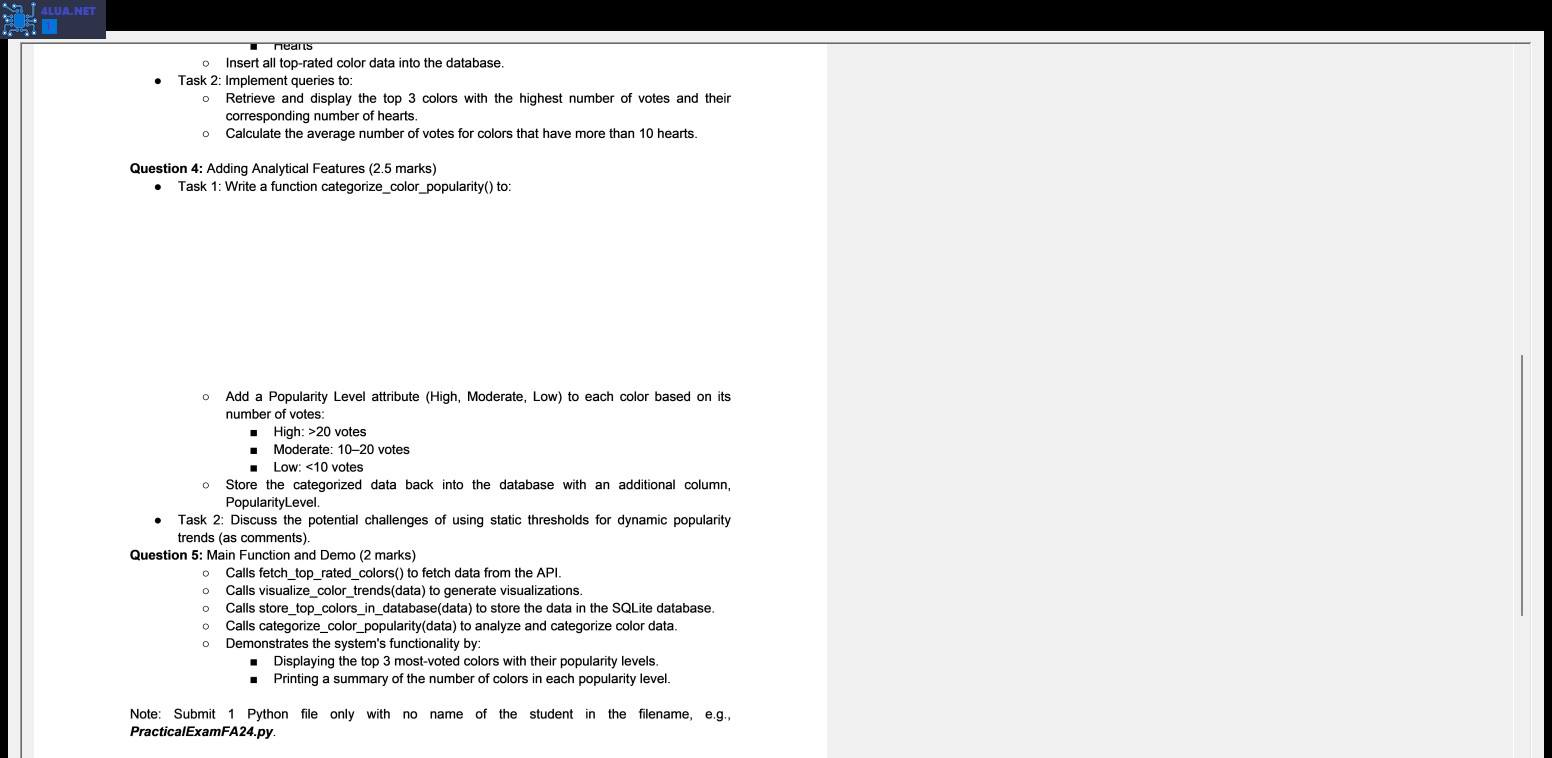 4LUA.NET
Hearts
○ Insert all top-rated color data into the database.
● Task 2: Implement queries to:
○ Retrieve and display the top 3 colors with the highest number of votes and their
corresponding number of hearts.
○ Calculate the average number of votes for colors that have more than 10 hearts.
Question 4: Adding Analytical Features (2.5 marks)
● Task 1: Write a function categorize_color_popularity() to:
○ Add a Popularity Level attribute (High, Moderate, Low) to each color based on its
number of votes:
■ High: >20 votes
■ Moderate: 10–20 votes
■ Low: <10 votes
○ Store the categorized data back into the database with an additional column,
PopularityLevel.
● Task 2: Discuss the potential challenges of using static thresholds for dynamic popularity
trends (as comments).
Question 5: Main Function and Demo (2 marks)
○ Calls fetch_top_rated_colors() to fetch data from the API.
○ Calls visualize_color_trends(data) to generate visualizations.
○ Calls store_top_colors_in_database(data) to store the data in the SQLite database.
○ Calls categorize_color_popularity(data) to analyze and categorize color data.
○ Demonstrates the system's functionality by:
■ Displaying the top 3 most-voted colors with their popularity levels.
■ Printing a summary of the number of colors in each popularity level.
Note: Submit 1 Python file only with no name of the student in the filename, e.g.,
PracticalExamFA24.py.